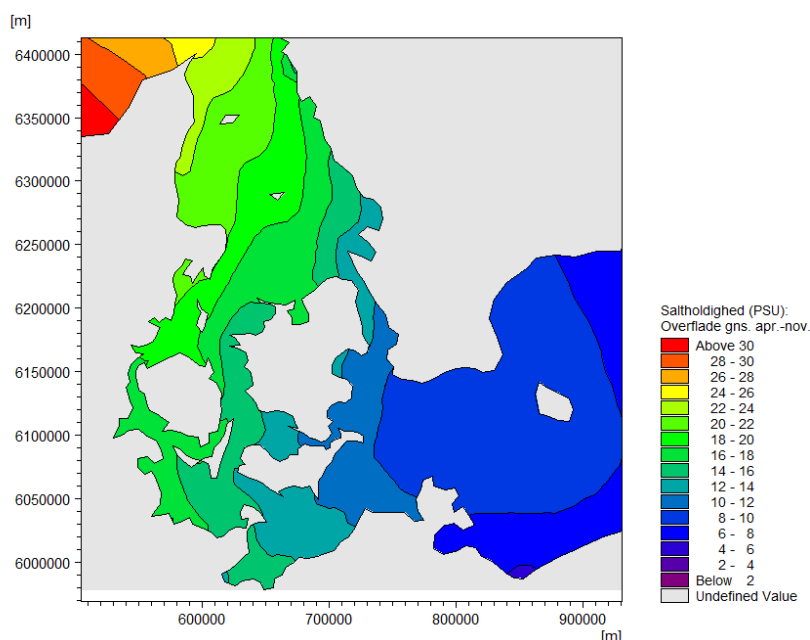 [m]
6400000
6350000
6300000
6250000
6200000
6150000
6100000
6050000
6000000
600000 700000 800000 900000
[m]
Saltholdighed (PSU):
Overflade gns. apr.-nov.
Above 30
28 - 30
26 - 28
24 - 26
22 - 24
20 - 22
18 - 20
16 - 18
14 - 16
12 - 14
10 - 12
8 - 10
6 - 8
4 - 6
2 - 4
Below 2
Undefined Value